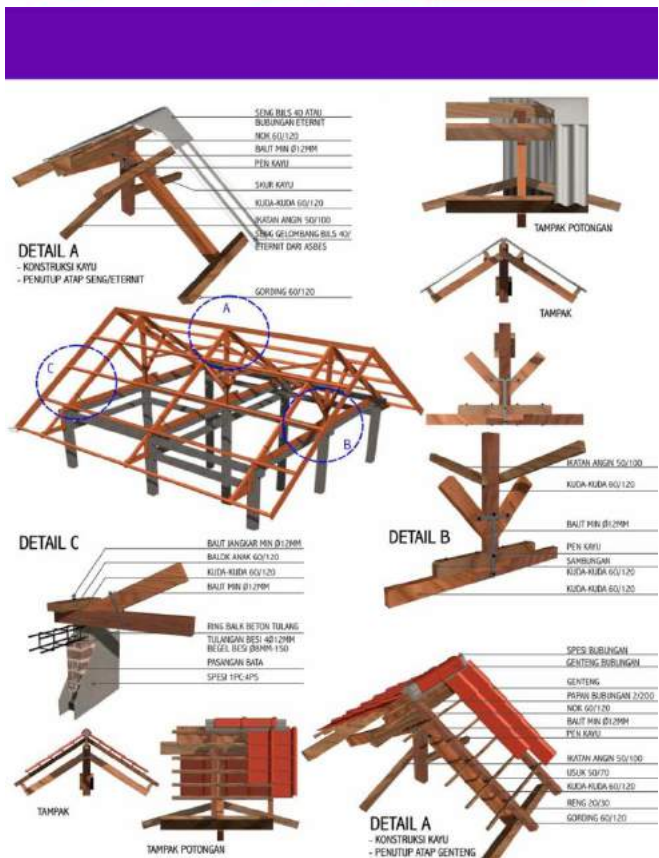 SENG BJLS 40 ATAU
BUBUNGAN ETERNIT
NOK 60/120
BAUT MIN Ø12MM
PEN KAYU
SKUR KAYU
KUDA-KUDA 60/120
IKATAN ANGIN 50/100
SENG GELOMBANG BJLS 40/
ETERNIT DARI ASBES
GORDING 60/120
DETAIL A
- KONSTRUKSI KAYU
- PENUTUP ATAP SENG/ETERNIT
TAMPAK POTONGAN
TAMPAK
A
C
B
IKATAN ANGIN 50/100
KUDA-KUDA 60/120
BAUT MIN Ø12MM
PEN KAYU
SAMBUNGAN
KUDA-KUDA 60/120
KUDA-KUDA 60/120
DETAIL B
DETAIL C
BAUT JANGKAR MIN Ø12MM
BALOK ANAK 60/120
KUDA-KUDA 60/120
BAUT MIN Ø12MM
RING BALK BETON TULANG
TULANGAN BESI 4Ø12MM
BEGEL BESI Ø8MM-150
PASANGAN BATA
SPESI 1PC:4PS
TAMPAK
TAMPAK POTONGAN
SPESI BUBUNGAN
GENTENG BUBUNGAN
GENTENG
PAPAN BUBUNGAN 2/200
NOK 60/120
BAUT MIN Ø12MM
PEN KAYU
IKATAN ANGIN 50/100
USUK 50/70
KUDA-KUDA 60/120
RENG 20/30
GORDING 60/120
DETAIL A
- KONSTRUKSI KAYU
- PENUTUP ATAP GENTENG